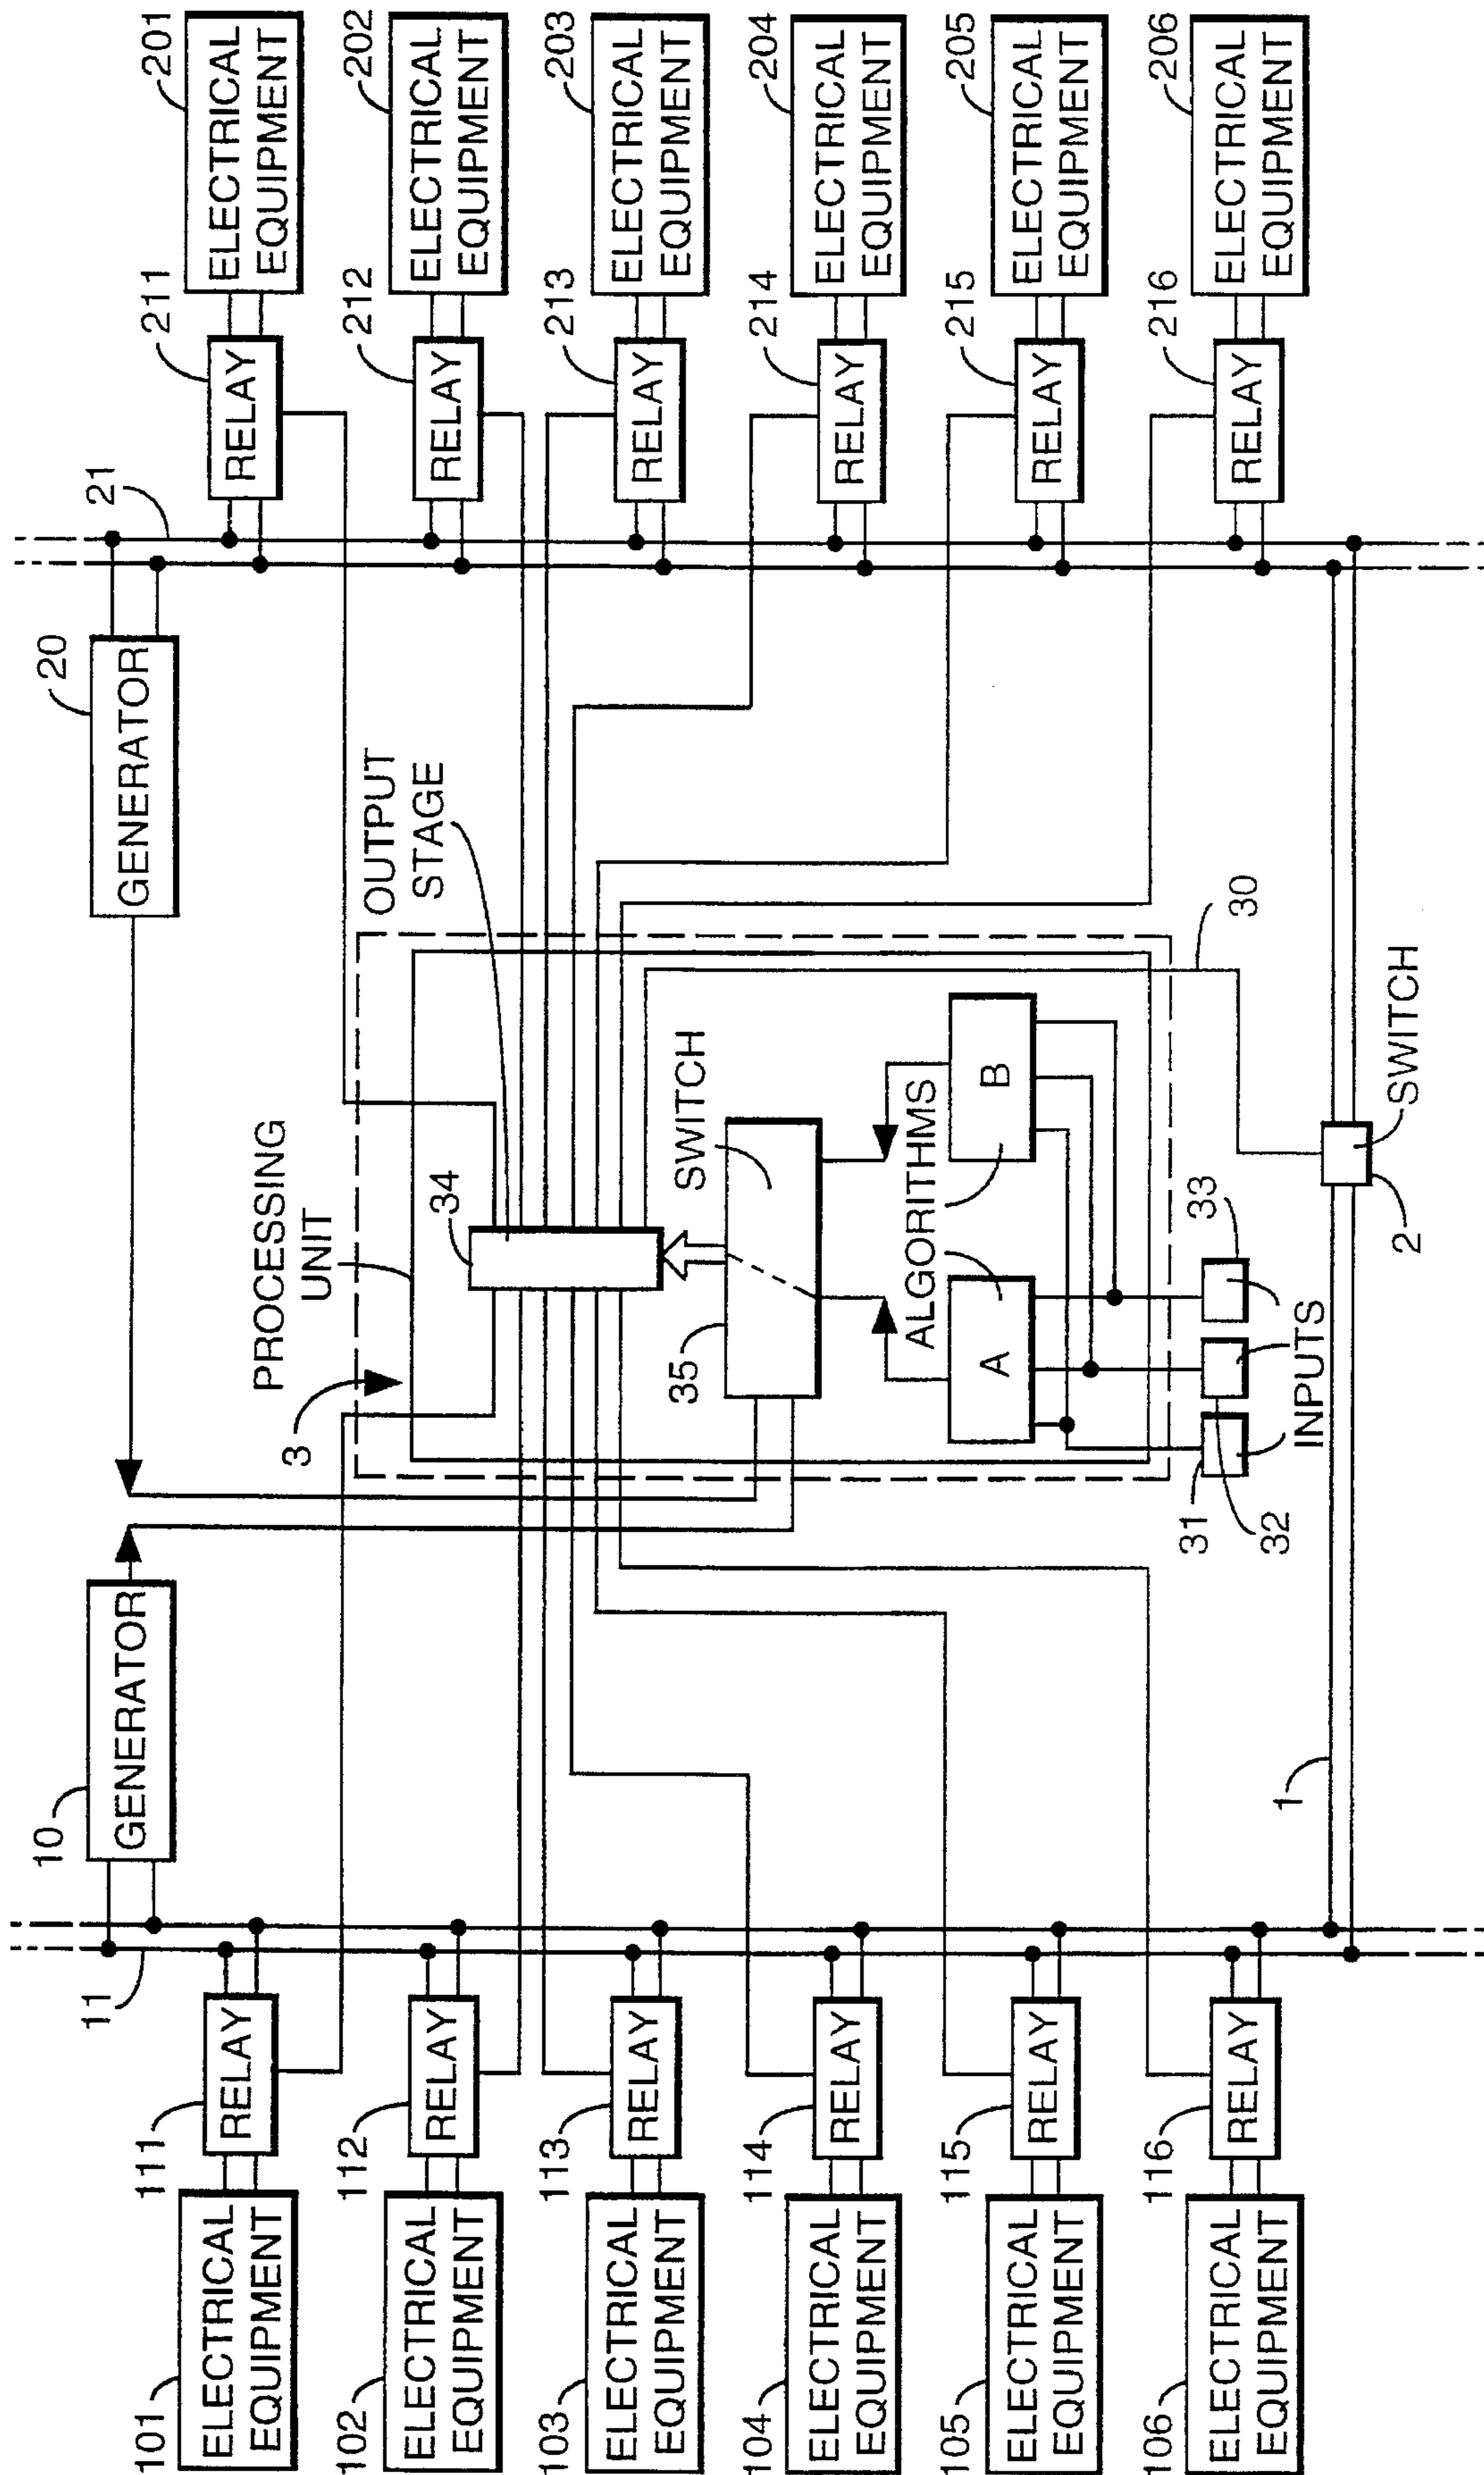 10
GENERATOR
20
GENERATOR
11
21
101
ELECTRICAL
EQUIPMENT
111
RELAY
211
RELAY
201
ELECTRICAL
EQUIPMENT
102
ELECTRICAL
EQUIPMENT
112
RELAY
212
RELAY
202
ELECTRICAL
EQUIPMENT
103
ELECTRICAL
EQUIPMENT
113
RELAY
213
RELAY
203
ELECTRICAL
EQUIPMENT
104
ELECTRICAL
EQUIPMENT
114
RELAY
214
RELAY
204
ELECTRICAL
EQUIPMENT
105
ELECTRICAL
EQUIPMENT
115
RELAY
215
RELAY
205
ELECTRICAL
EQUIPMENT
106
ELECTRICAL
EQUIPMENT
116
RELAY
216
RELAY
206
ELECTRICAL
EQUIPMENT
PROCESSING
UNIT
3
OUTPUT
STAGE
34
35
SWITCH
ALGORITHMS
A
B
31
32
33
INPUTS
30
1
2
SWITCH